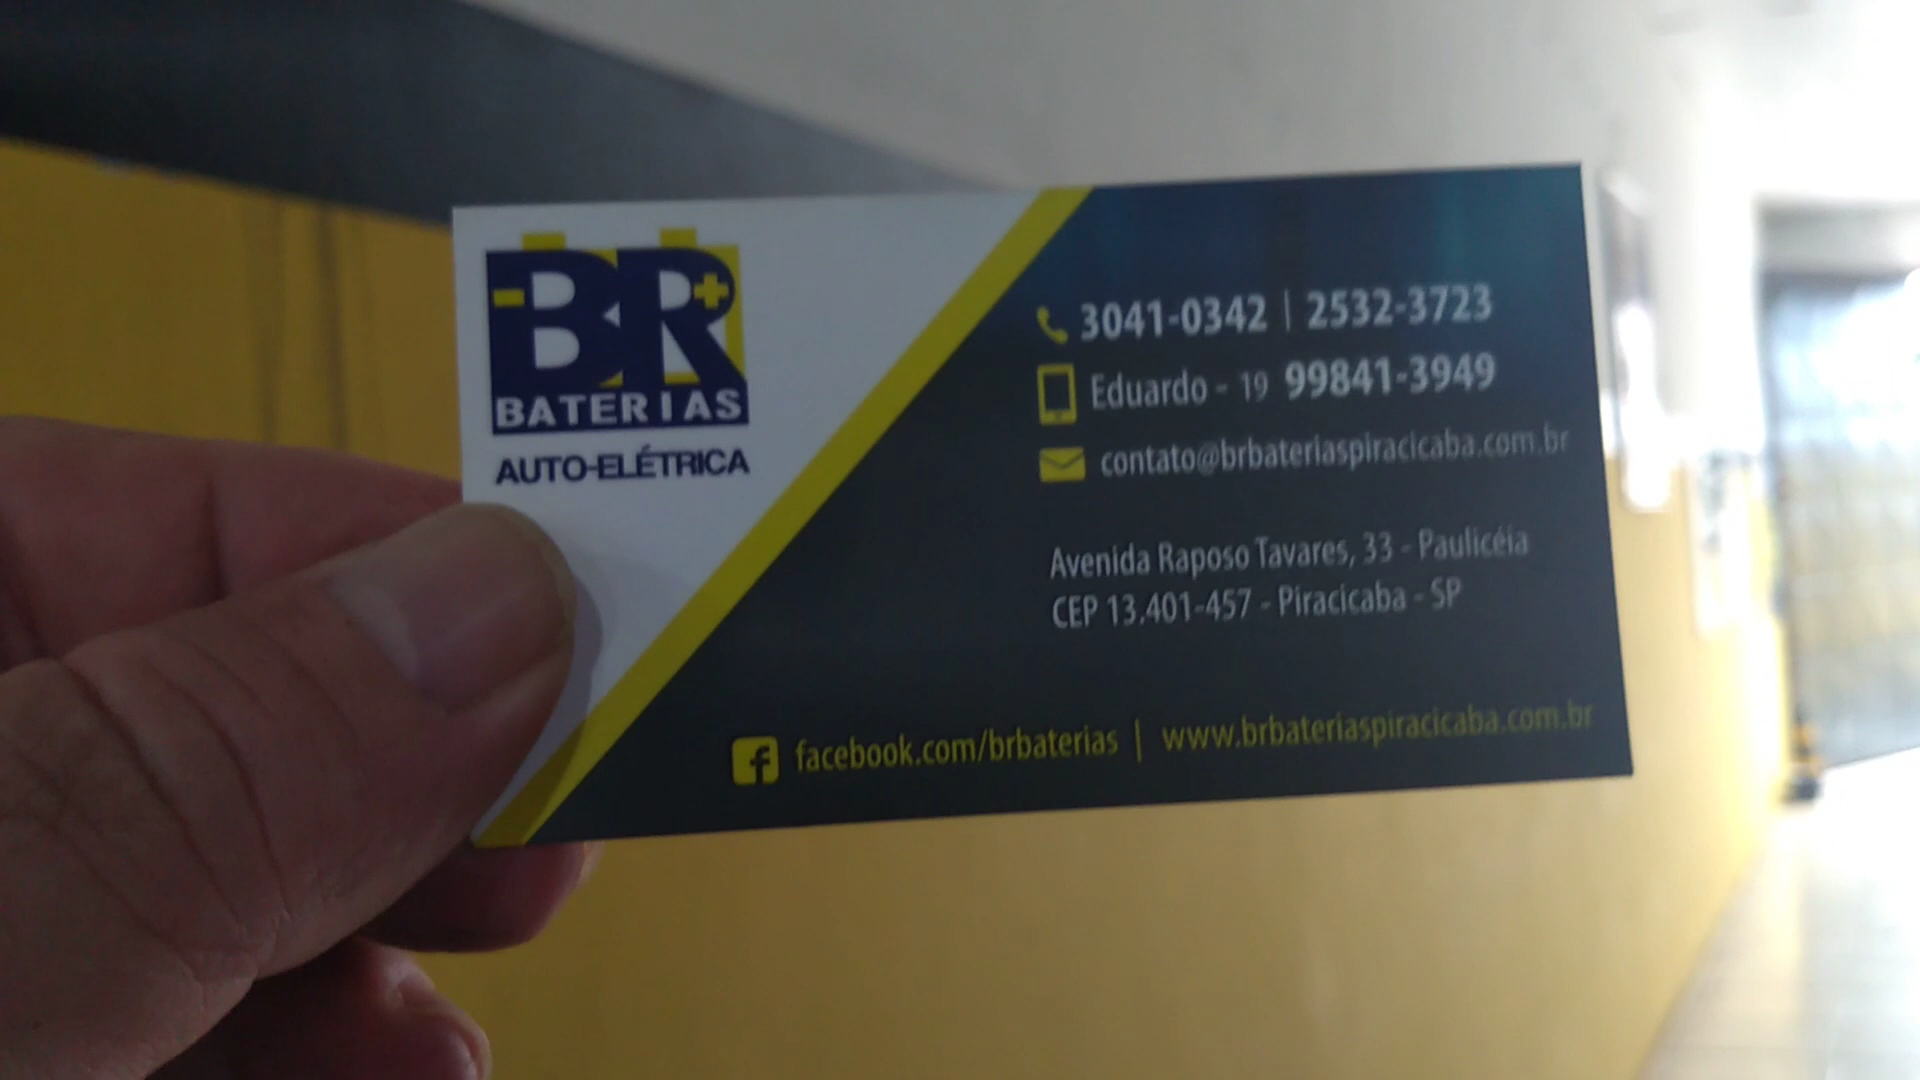 BR
BATERIAS
AUTO-ELÉTRICA
3041-0342 | 2532-3723
Eduardo - 19 99841-3949
contato@brbateriaspiracicaba.com.br
Avenida Raposo Tavares, 33 - Paulicéia
CEP 13.401-457 - Piracicaba - SP
facebook.com/brbaterias | www.brbateriaspiracicaba.com.br